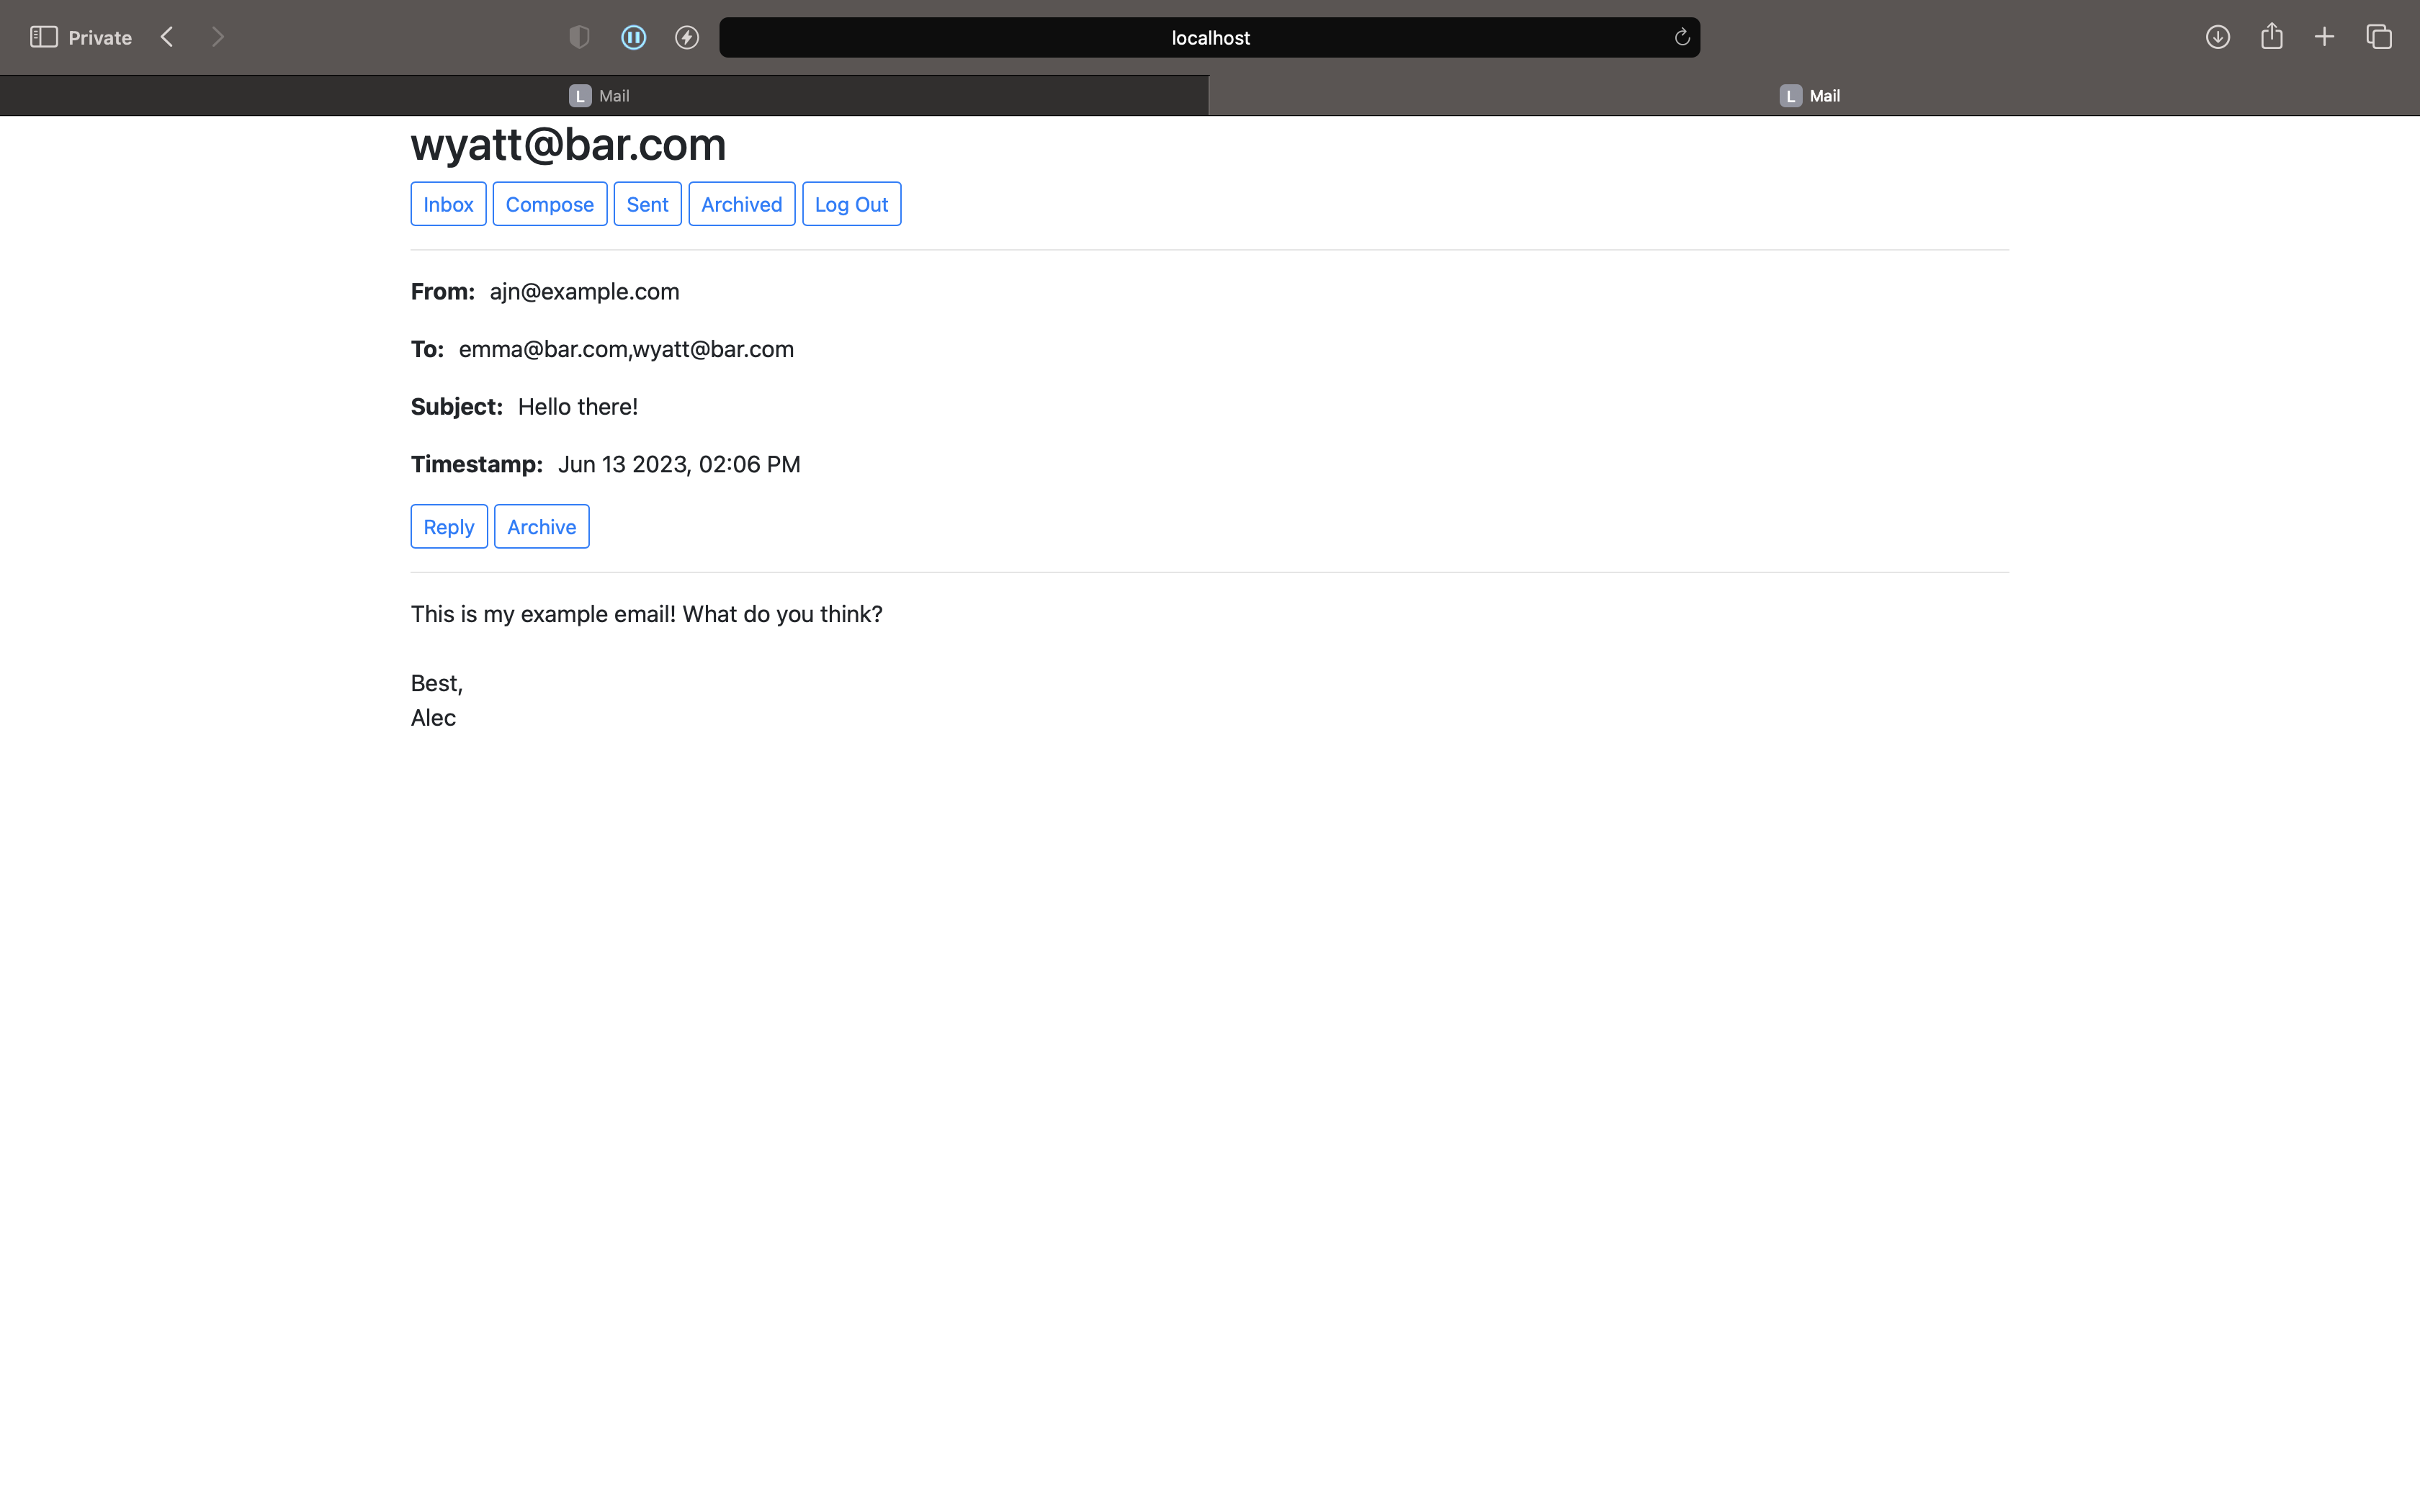 Private
localhost
L Mail
L Mail
wyatt@bar.com
Inbox Compose Sent Archived Log Out
From: ajn@example.com
To: emma@bar.com,wyatt@bar.com
Subject: Hello there!
Timestamp: Jun 13 2023, 02:06 PM
Reply Archive
This is my example email! What do you think?
Best,
Alec